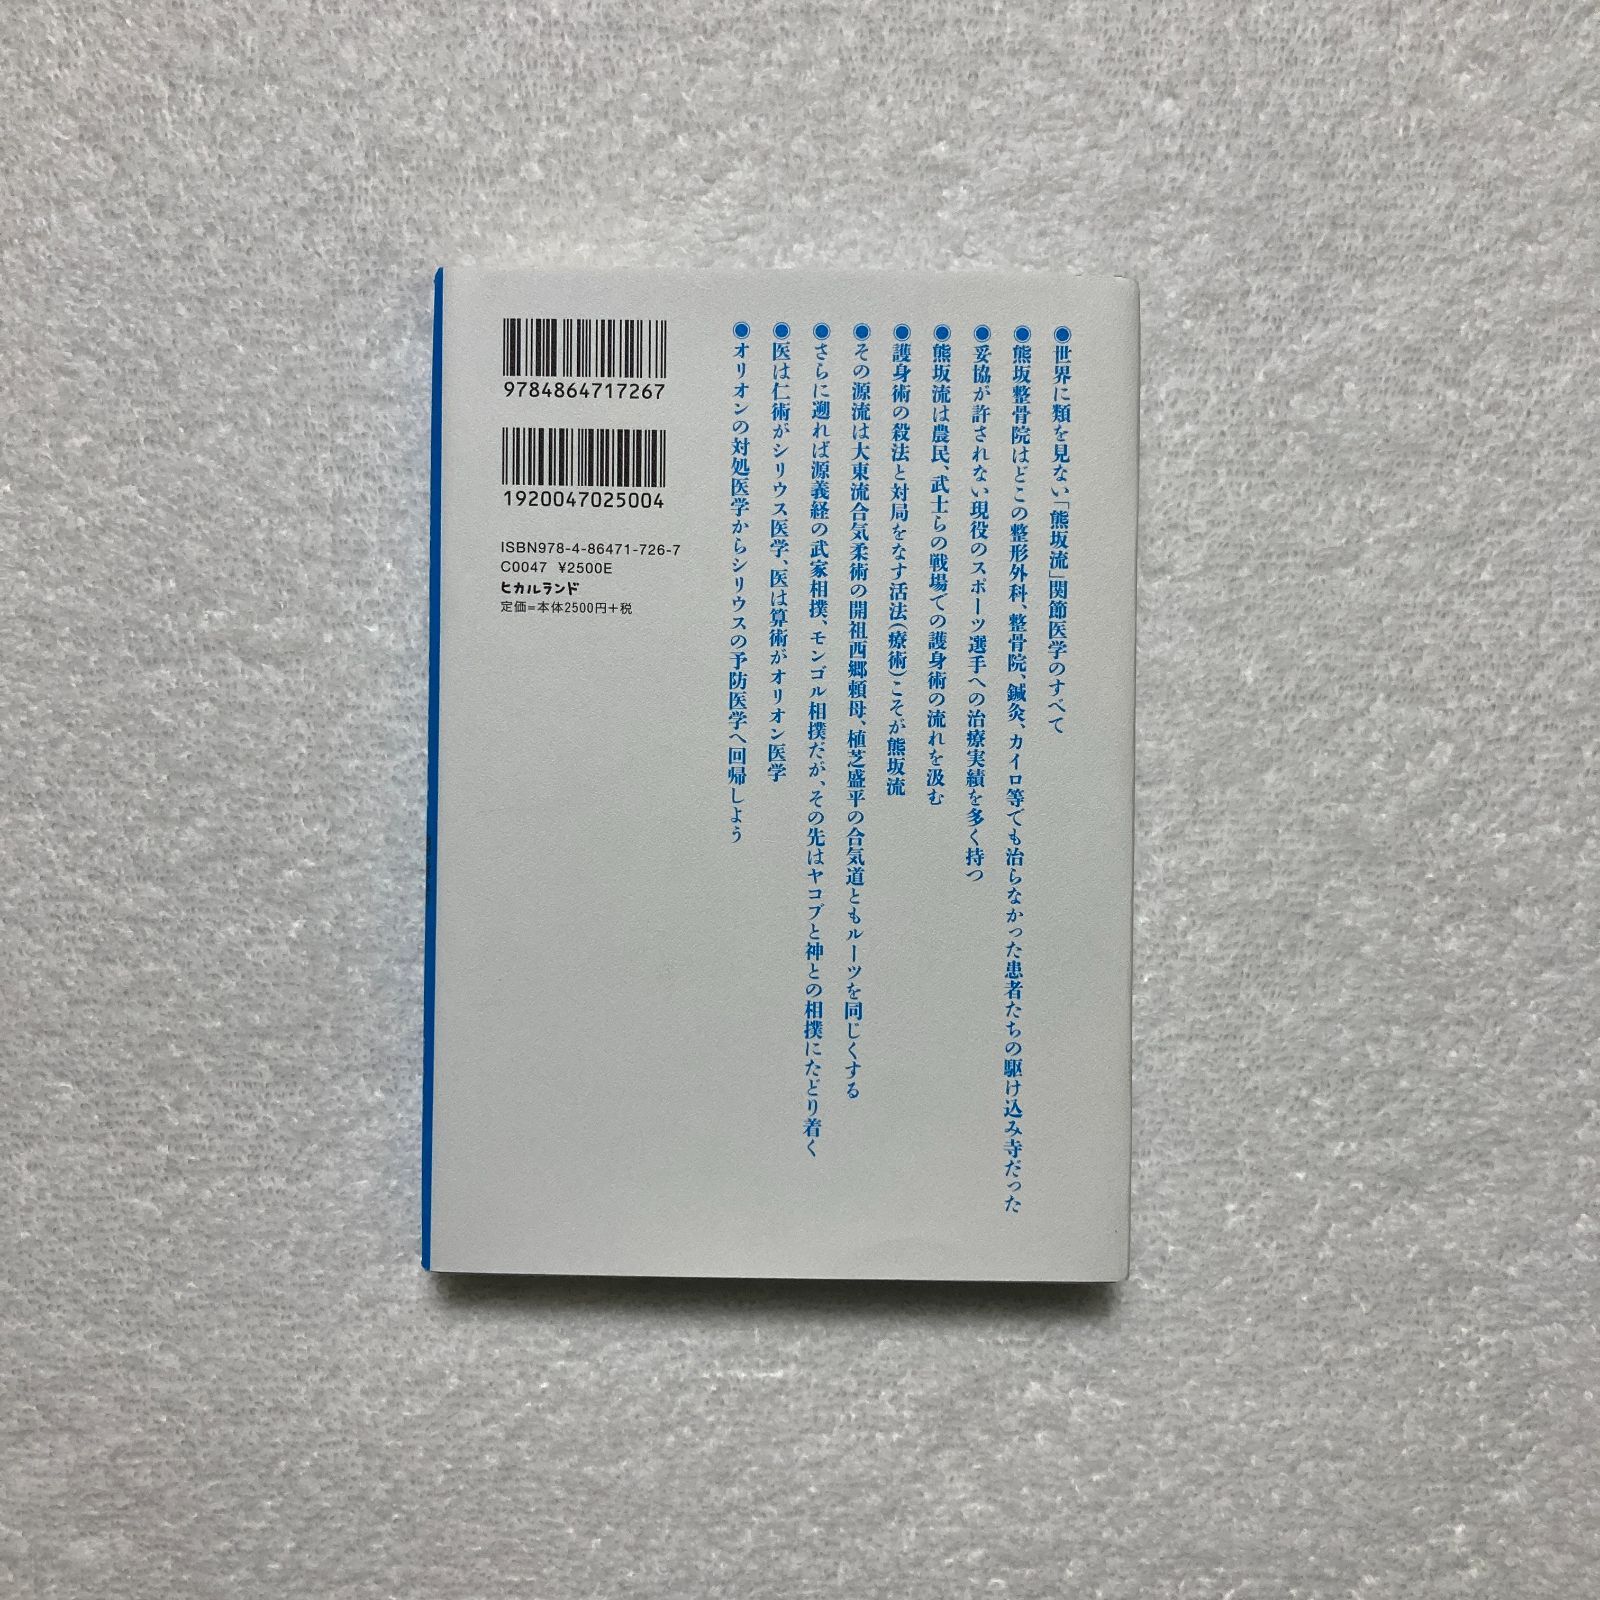 ◉世界に類を見ない「熊坂流」関節医学のすべて
◉熊坂整骨院はどこの整形外科、整骨院、鍼灸、カイロ等でも治らなかった患者たちの駆け込み寺だった
◉妥協が許されない現役のスポーツ選手への治療実績を多く持つ
◉熊坂流は農民、武士らの戦場での護身術の流れを汲む
◉護身術の殺法と対局をなす活法（療術）こそが熊坂流
◉その源流は大東流合気柔術の開祖西郷頼母、植芝盛平の合気道ともルーツを同じくする
◉さらに遡れば源義経の武家相撲、モンゴル相撲だが、その先はヤコブと神との相撲にたどり着く
◉医は仁術がシリウス医学、医は算術がオリオン医学
◉オリオンの対処医学からシリウスの予防医学へ回帰しよう
9784864717267
1920047025004
ISBN978-4-86471-726-7
C0047 ¥2500E
ヒカルランド
定価=本体2500円+税